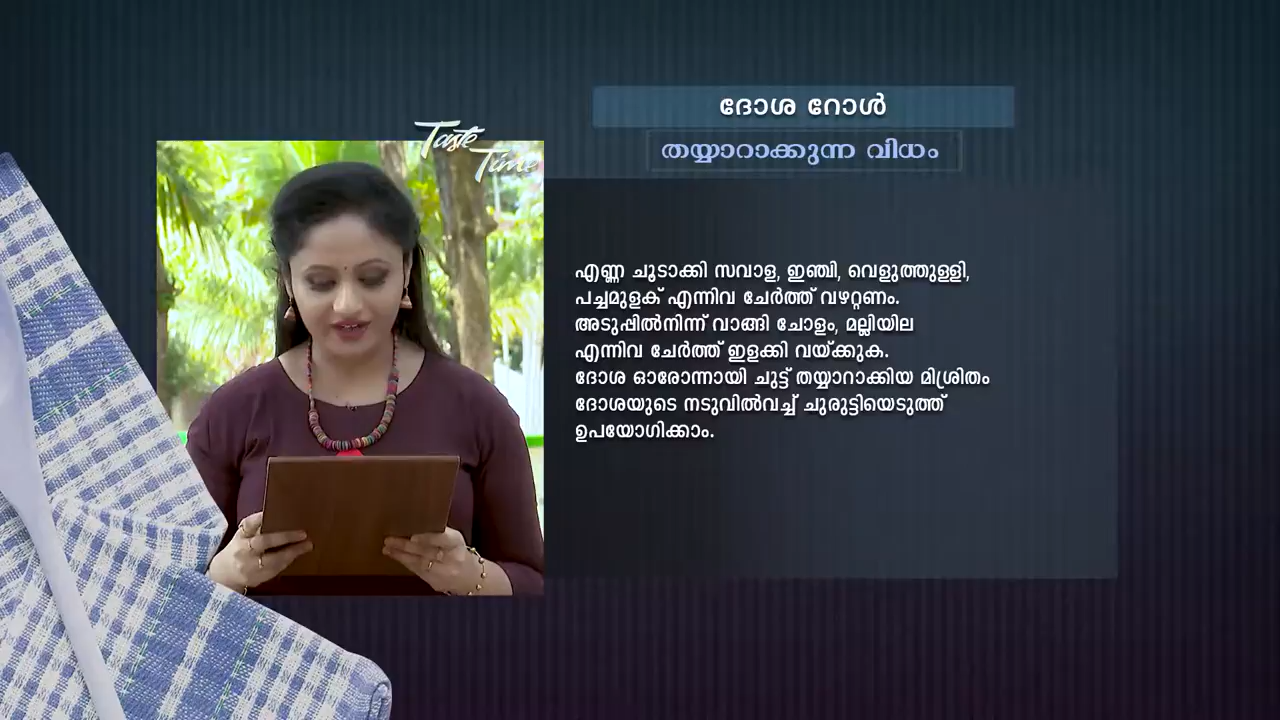 Taste
Time
ദോശ റോൾ
തയ്യാറാക്കുന്ന വിധം
എണ്ണ ചൂടാക്കി സവാള, ഇഞ്ചി, വെളുത്തുള്ളി,
പച്ചമുളക് എന്നിവ ചേർത്ത് വഴറ്റണം.
അടുപ്പിൽനിന്ന് വാങ്ങി ചോളം, മല്ലിയില
എന്നിവ ചേർത്ത് ഇളക്കി വയ്ക്കുക.
ദോശ ഓരോന്നായി ചുട്ട് തയ്യാറാക്കിയ മിശ്രിതം
ദോശയുടെ നടുവിൽവച്ച് ചുരുട്ടിയെടുത്ത്
ഉപയോഗിക്കാം.